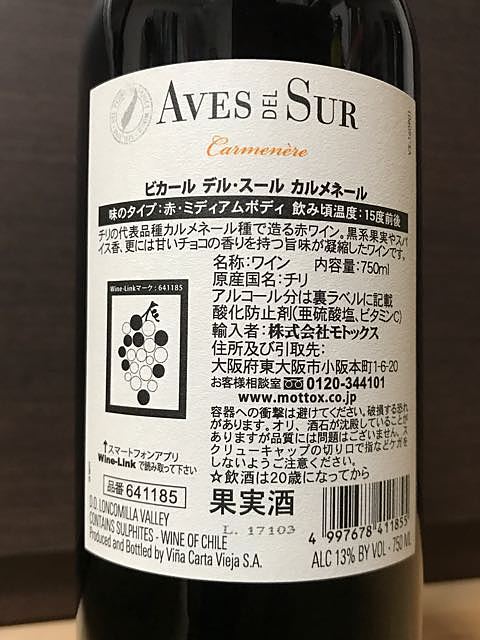 AVES DEL SUR
Carmenère
ビカール デル・スール カルメネール
味のタイプ:赤・ミディアムボディ 飲み頃温度:15度前後
チリの代表品種カルメネール種で造る赤ワイン。黒系果実やスパ
イス香、更には甘いチョコの香りを持つ旨味が凝縮したワインです。
名称:ワイン 内容量:750ml
原産国名:チリ
アルコール分は裏ラベルに記載
酸化防止剤(亜硫酸塩、ビタミンC)
輸入者:株式会社モトックス
住所及び引取先:
大阪府東大阪市小阪本町1-6-20
お客様相談室 0120-344101
www.mottox.co.jp
容器への衝撃は避けてください。破損する恐れ
があります。オリ、酒石が沈殿していることが
ありますが品質には問題はございません。ス
クリューキャップの切り口で指などケガを
しないようご注意ください。
☆飲酒は20歳になってから
Wine-Linkマーク:641185
↑スマートフォンアプリ
Wine-Link で読み取って下さい
品番 641185
果実酒
L. 17103
4 997678 411855
D.O. LONCOMILLA VALLEY
CONTAINS SULPHITES - WINE OF CHILE
Produced and Bottled by Viña Carta Vieja S.A.
ALC 13% BY VOL - 750 ML